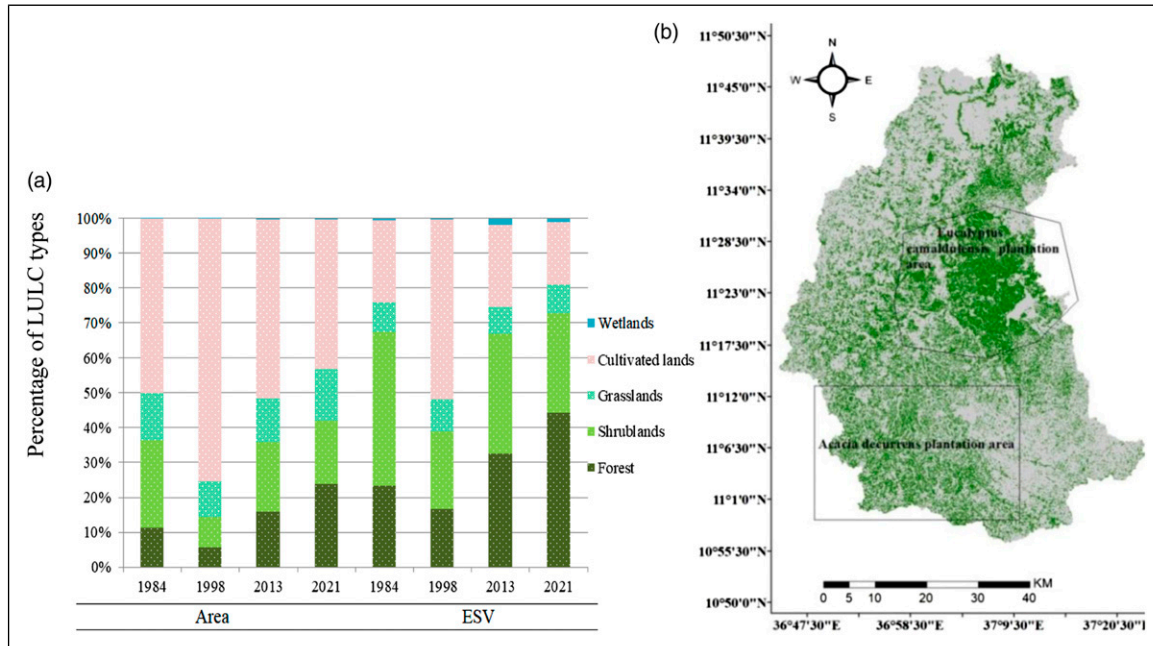 (a)
Percentage of LULC types
100%
90%
80%
70%
60%
50%
40%
30%
20%
10%
0%
1984 1998 2013 2021 1984 1998 2013 2021
Area ESV
Wetlands
Cultivated lands
Grasslands
Shrublands
Forest
(b)
N
W E
S
11°50'30"N
11°45'0"N
11°39'30"N
11°34'0"N
11°28'30"N
11°23'0"N
11°17'30"N
11°12'0"N
11°6'30"N
11°1'0"N
10°55'30"N
10°50'0"N
Eucalyptus
camaldulensis plantation
area
Acacia decurrens plantation area
KM
0 5 10 20 30 40
36°47'30"E 36°58'30"E 37°9'30"E 37°20'30"E